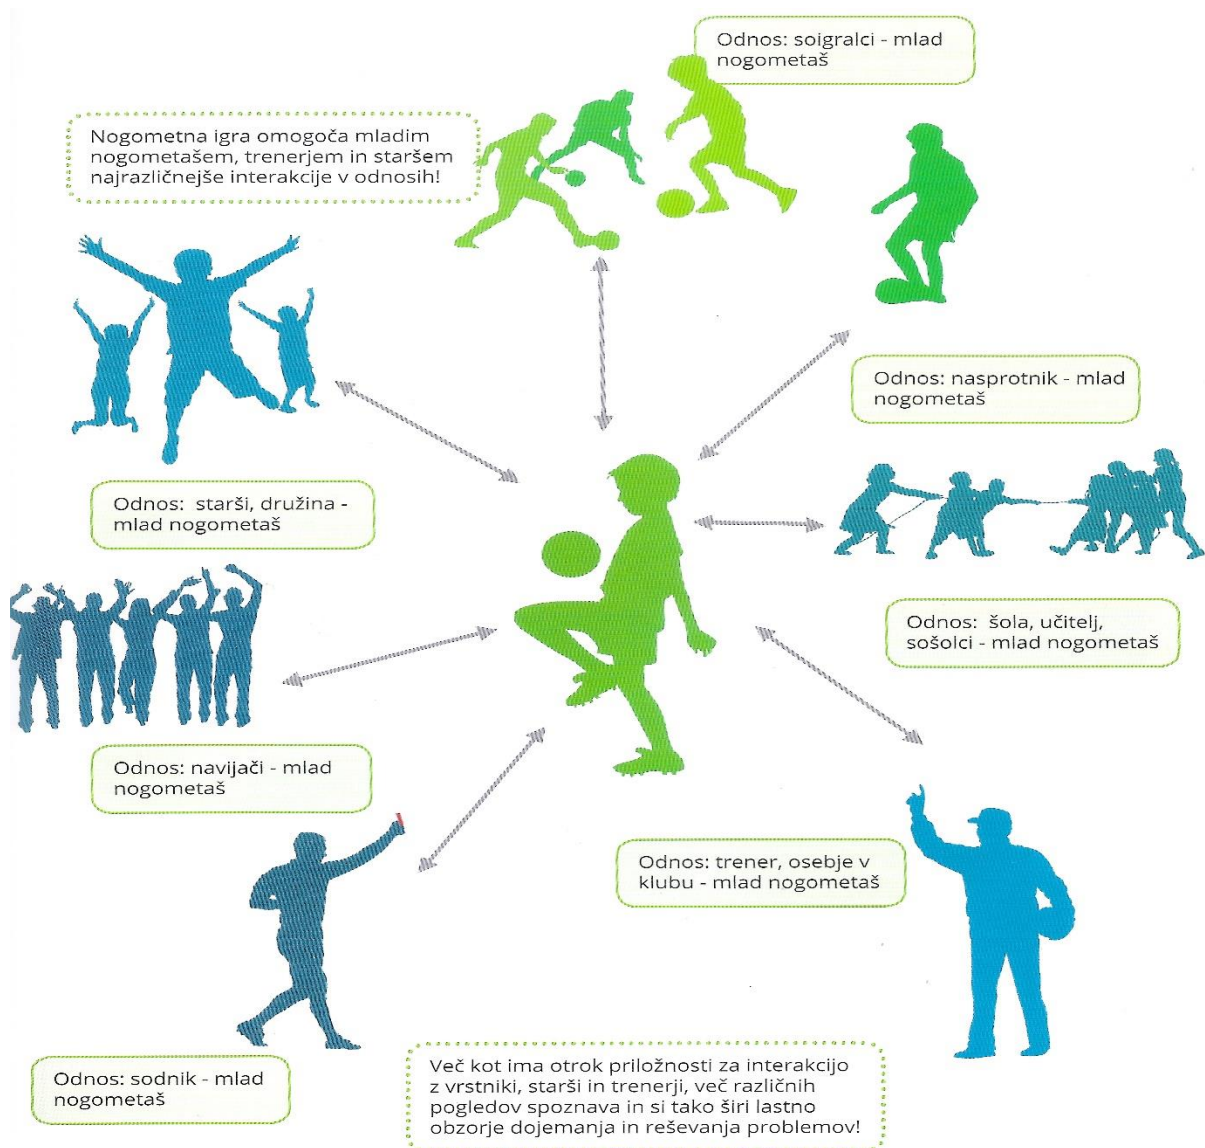 Odnos: soigralci - mlad
nogometaš
Nogometna igra omogoča mladim
nogometašem, trenerjem in staršem
najrazličnejše interakcije v odnosih!
Odnos: nasprotnik - mlad
nogometaš
Odnos: starši, družina -
mlad nogometaš
Odnos: šola, učitelj,
sošolci - mlad nogometaš
Odnos: navijači - mlad
nogometaš
Odnos: trener, osebje v
klubu - mlad nogometaš
Odnos: sodnik - mlad
nogometaš
Več kot ima otrok priložnosti za interakcijo
z vrstniki, starši in trenerji, več različnih
pogledov spoznava in si tako širi lastno
obzorje dojemanja in reševanja problemov!